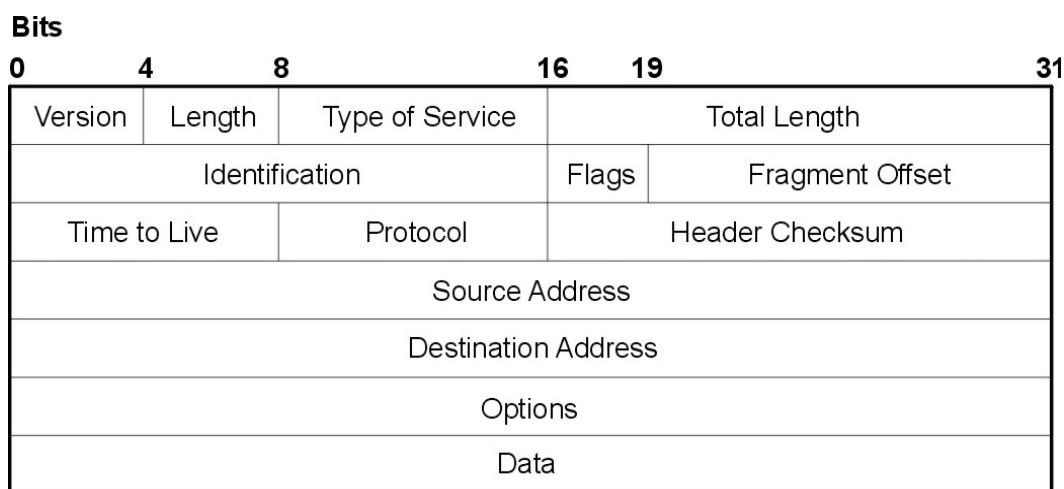 Bits
0 4 8 16 19 31
Version Length Type of Service Total Length
Identification Flags Fragment Offset
Time to Live Protocol Header Checksum
Source Address
Destination Address
Options
Data